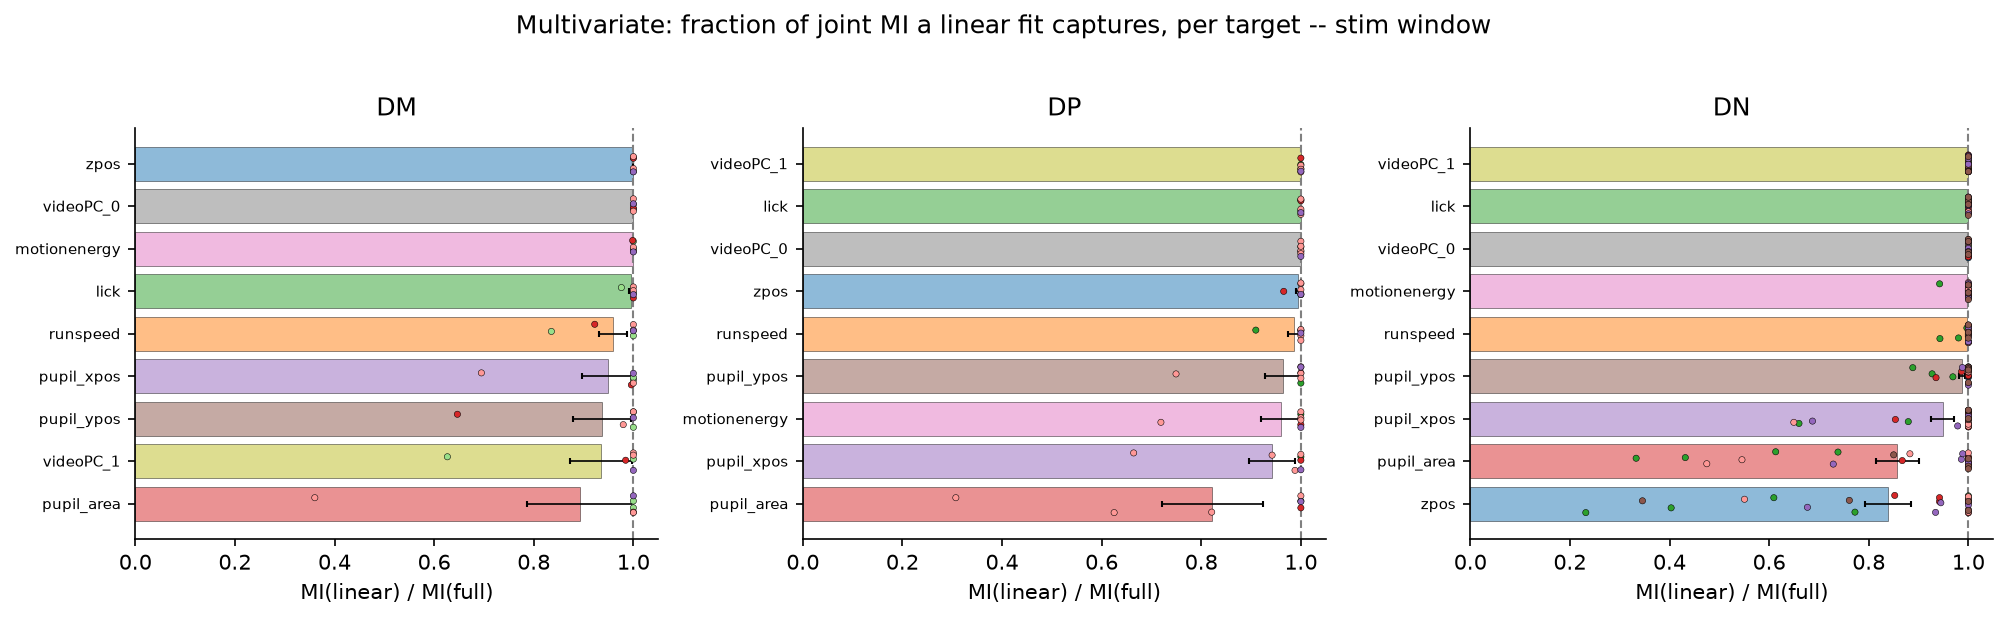 Multivariate: fraction of joint MI a linear fit captures, per target -- stim window
DM
zpos
videoPC_0
motionenergy
lick
runspeed
pupil_xpos
pupil_ypos
videoPC_1
pupil_area
0.0 0.2 0.4 0.6 0.8 1.0
MI(linear) / MI(full)
DP
videoPC_1
lick
videoPC_0
zpos
runspeed
pupil_ypos
motionenergy
pupil_xpos
pupil_area
0.0 0.2 0.4 0.6 0.8 1.0
MI(linear) / MI(full)
DN
videoPC_1
lick
videoPC_0
motionenergy
runspeed
pupil_ypos
pupil_xpos
pupil_area
zpos
0.0 0.2 0.4 0.6 0.8 1.0
MI(linear) / MI(full)